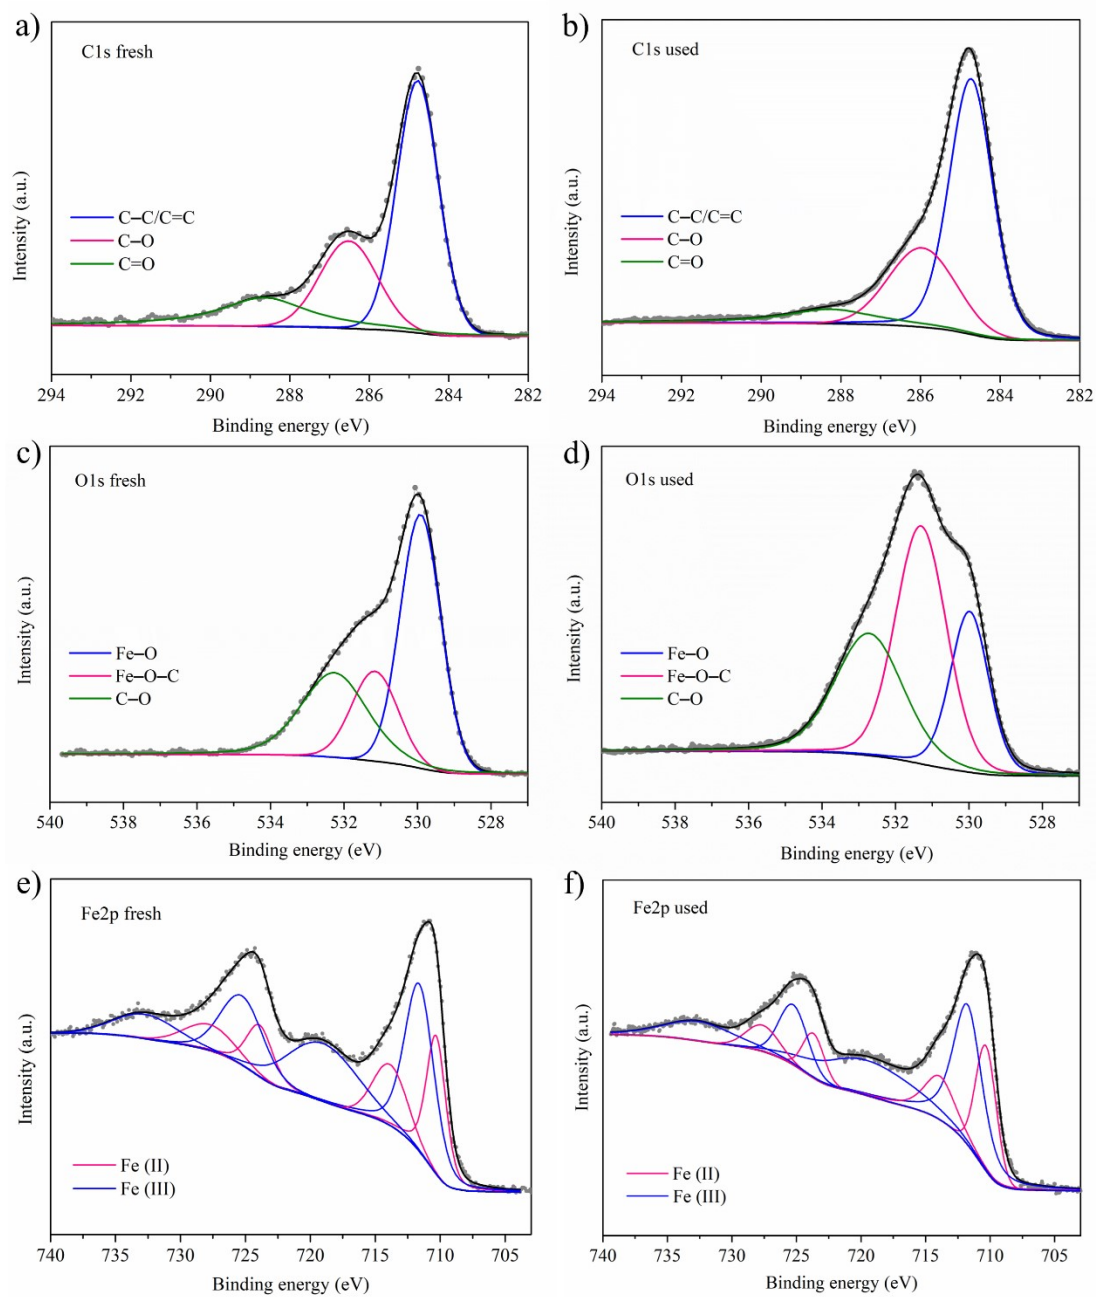 a)
C1s fresh
C–C/C=C
C–O
C=O
Intensity (a.u.)
294 292 290 288 286 284 282
Binding energy (eV)
b)
C1s used
C–C/C=C
C–O
C=O
Intensity (a.u.)
294 292 290 288 286 284 282
Binding energy (eV)
c)
O1s fresh
Fe–O
Fe–O–C
C–O
Intensity (a.u.)
540 538 536 534 532 530 528
Binding energy (eV)
d)
O1s used
Fe–O
Fe–O–C
C–O
Intensity (a.u.)
540 538 536 534 532 530 528
Binding energy (eV)
e)
Fe2p fresh
Fe (II)
Fe (III)
Intensity (a.u.)
740 735 730 725 720 715 710 705
Binding energy (eV)
f)
Fe2p used
Fe (II)
Fe (III)
Intensity (a.u.)
740 735 730 725 720 715 710 705
Binding energy (eV)